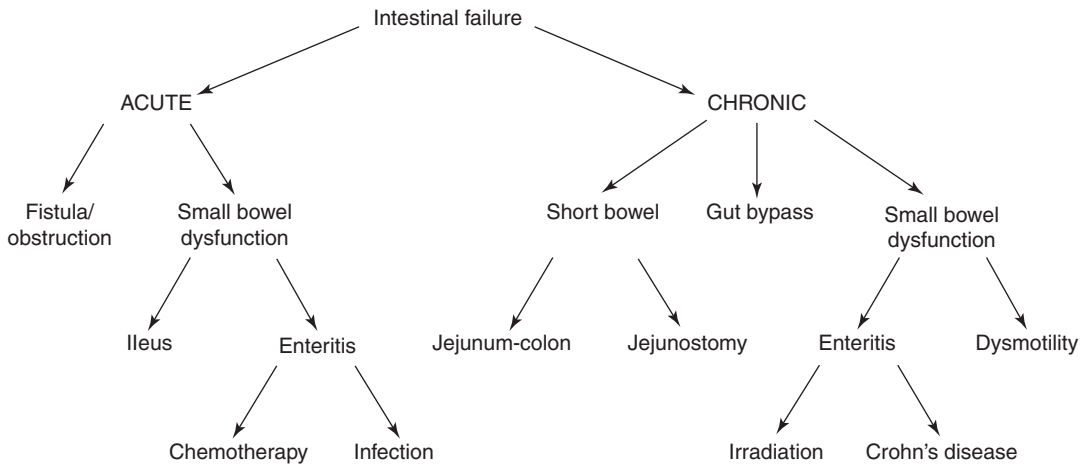 Intestinal failure
ACUTE
CHRONIC
Fistula/
obstruction
Small bowel
dysfunction
Short bowel
Gut bypass
Small bowel
dysfunction
Ileus
Enteritis
Jejunum-colon
Jejunostomy
Enteritis
Dysmotility
Chemotherapy
Infection
Irradiation
Crohn's disease